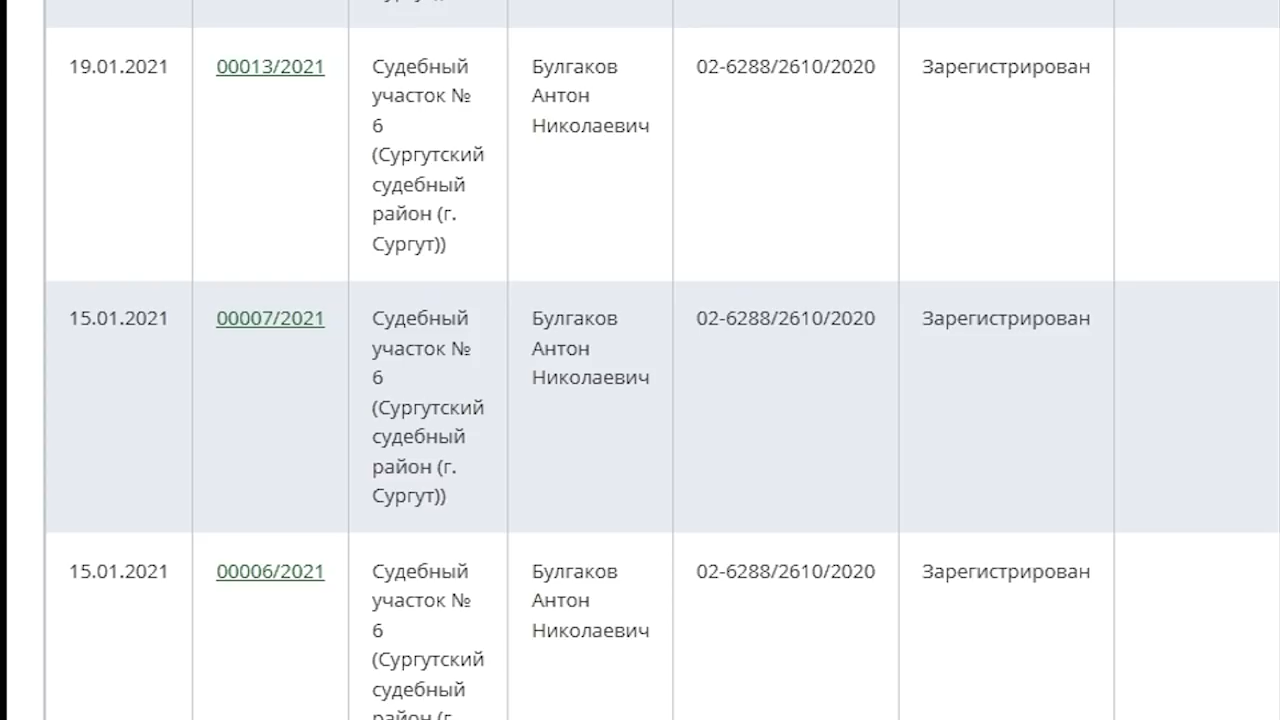 19.01.2021 00013/2021 Судебный Булгаков 02-6288/2610/2020 Зарегистрирован
участок № Антон
6 Николаевич
(Сургутский
судебный
район (г.
Сургут))
15.01.2021 00007/2021 Судебный Булгаков 02-6288/2610/2020 Зарегистрирован
участок № Антон
6 Николаевич
(Сургутский
судебный
район (г.
Сургут))
15.01.2021 00006/2021 Судебный Булгаков 02-6288/2610/2020 Зарегистрирован
участок № Антон
6 Николаевич
(Сургутский
судебный
район (г.